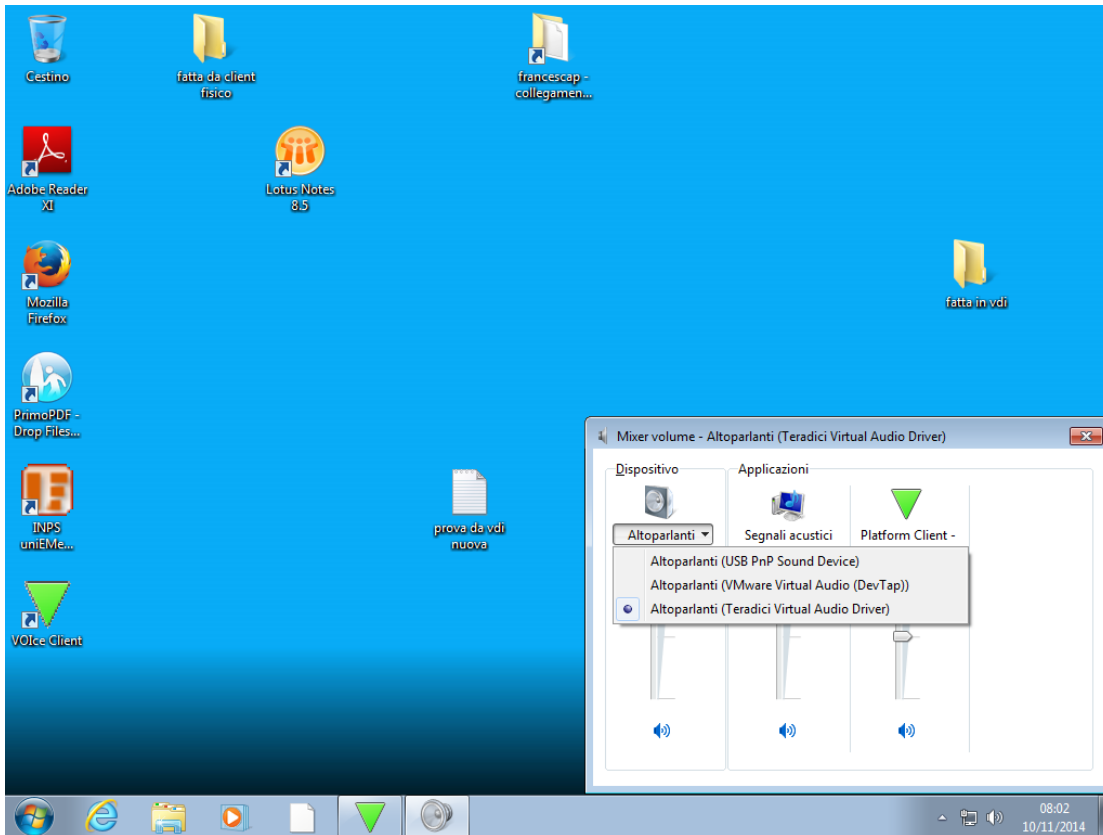 Cestino
fatta da client
fisico
francescap -
collegamen...
Adobe Reader
XI
Lotus Notes
8.5
Mozilla
Firefox
fatta in vdi
PrimoPDF -
Drop Files...
INPS
uniEMe...
prova da vdi
nuova
VOIce Client
Mixer volume - Altoparlanti (Teradici Virtual Audio Driver)
Dispositivo
Applicazioni
Altoparlanti
Segnali acustici
Platform Client -
Altoparlanti (USB PnP Sound Device)
Altoparlanti (VMware Virtual Audio (DevTap))
Altoparlanti (Teradici Virtual Audio Driver)
08:02
10/11/2014